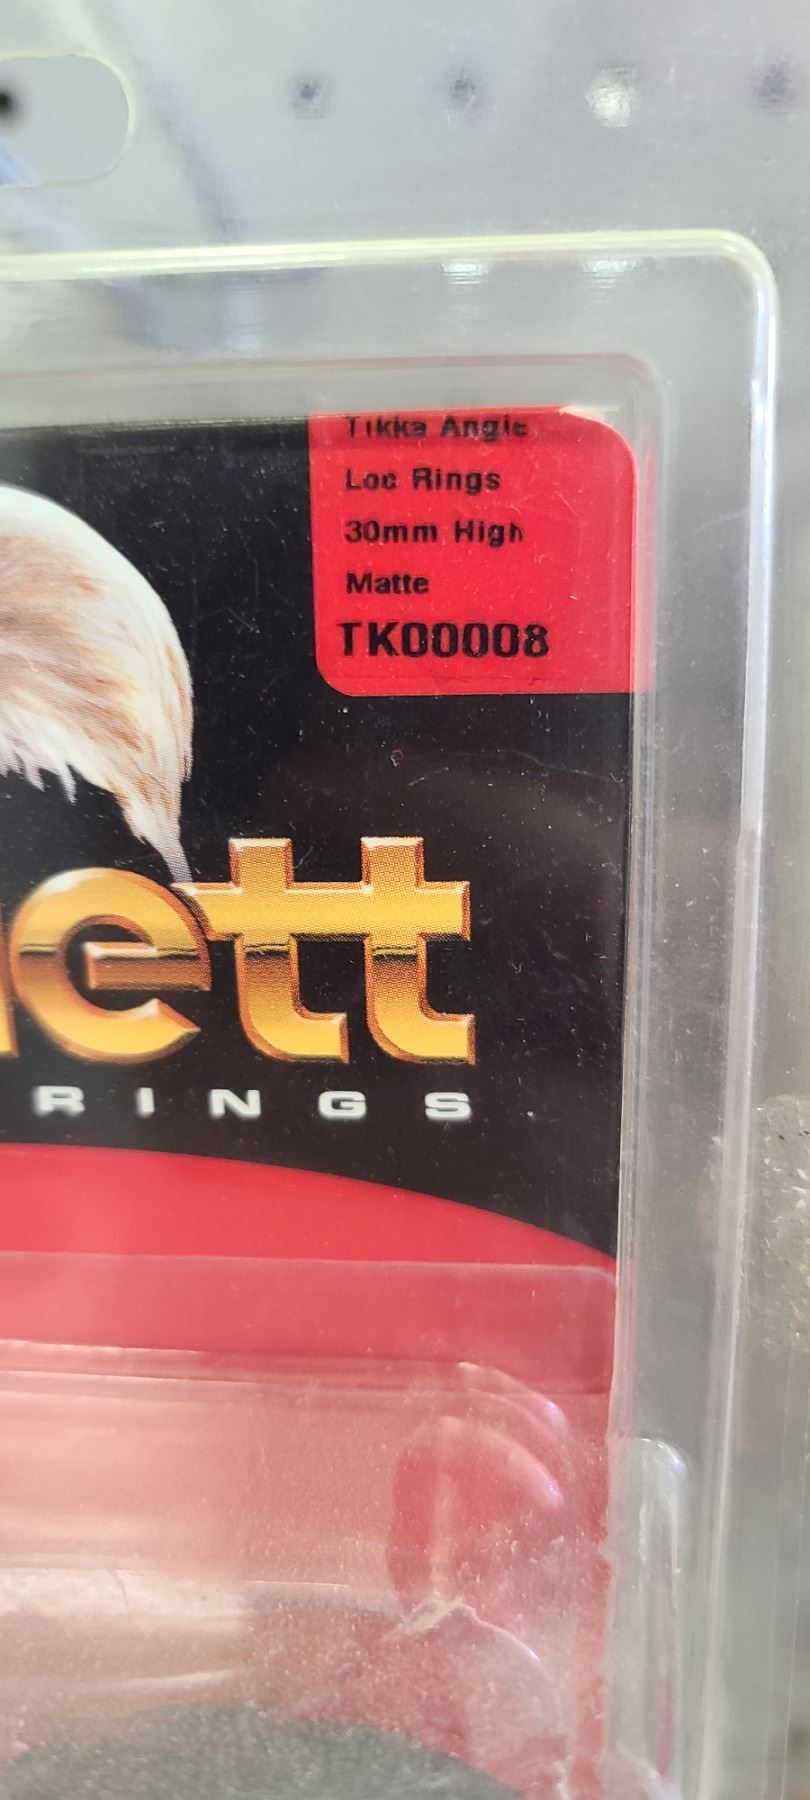 Tikka Angle
Loc Rings
30mm High
Matte
TK00008
ett
RINGS